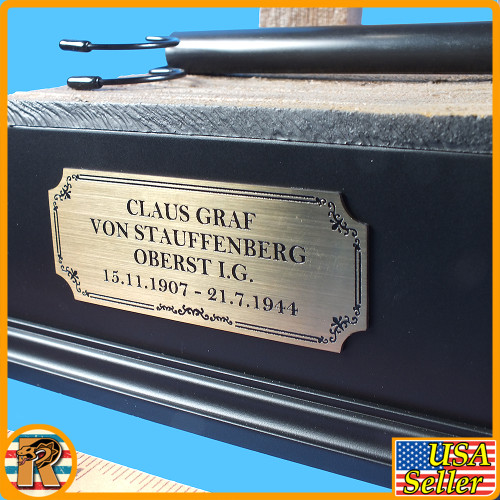 CLAUS GRAF
VON STAUFFENBERG
OBERST I.G.
15.11.1907 - 21.7.1944
R
USA
Seller